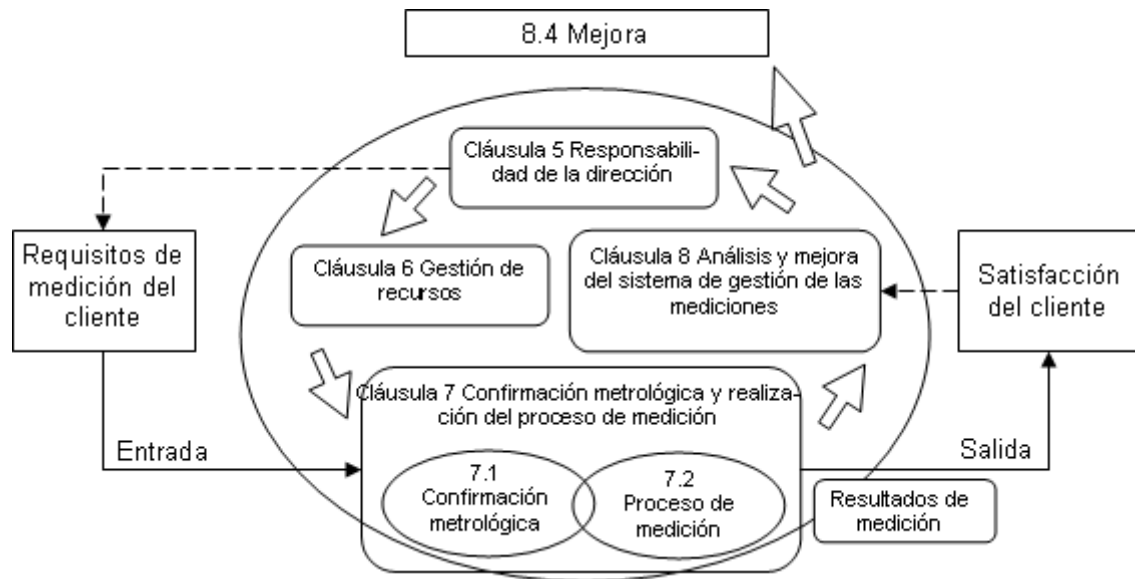 8.4 Mejora
Cláusula 5 Responsabili-
dad de la dirección
Requisitos de
medición del
cliente
Cláusula 6 Gestión de
recursos
Cláusula 8 Análisis y mejora
del sistema de gestión de las
mediciones
Satisfacción
del cliente
Cláusula 7 Confirmación metrológica y realiza-
ción del proceso de medición
Entrada
7.1
Confirmación
metrológica
7.2
Proceso de
medición
Salida
Resultados de
medición